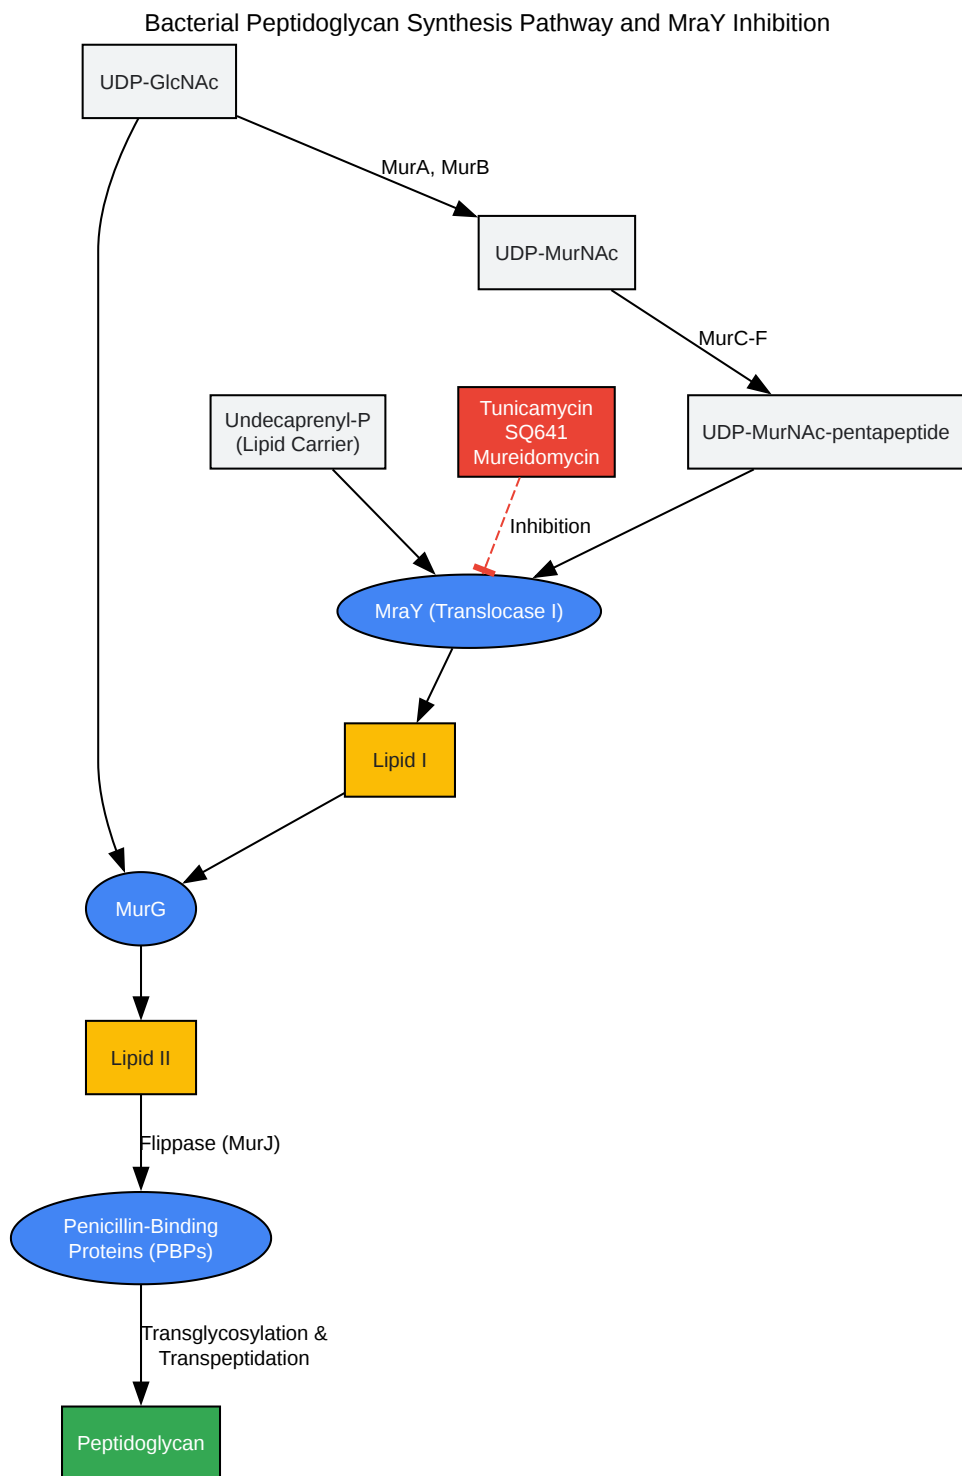 Bacterial Peptidoglycan Synthesis Pathway and MraY Inhibition
UDP-GlcNAc
MurA, MurB
UDP-MurNAc
MurC-F
Undecaprenyl-P
(Lipid Carrier)
Tunicamycin
SQ641
Mureidomycin
UDP-MurNAc-pentapeptide
Inhibition
MraY (Translocase I)
Lipid I
MurG
Lipid II
Flippase (MurJ)
Penicillin-Binding
Proteins (PBPs)
Transglycosylation &
Transpeptidation
Peptidoglycan